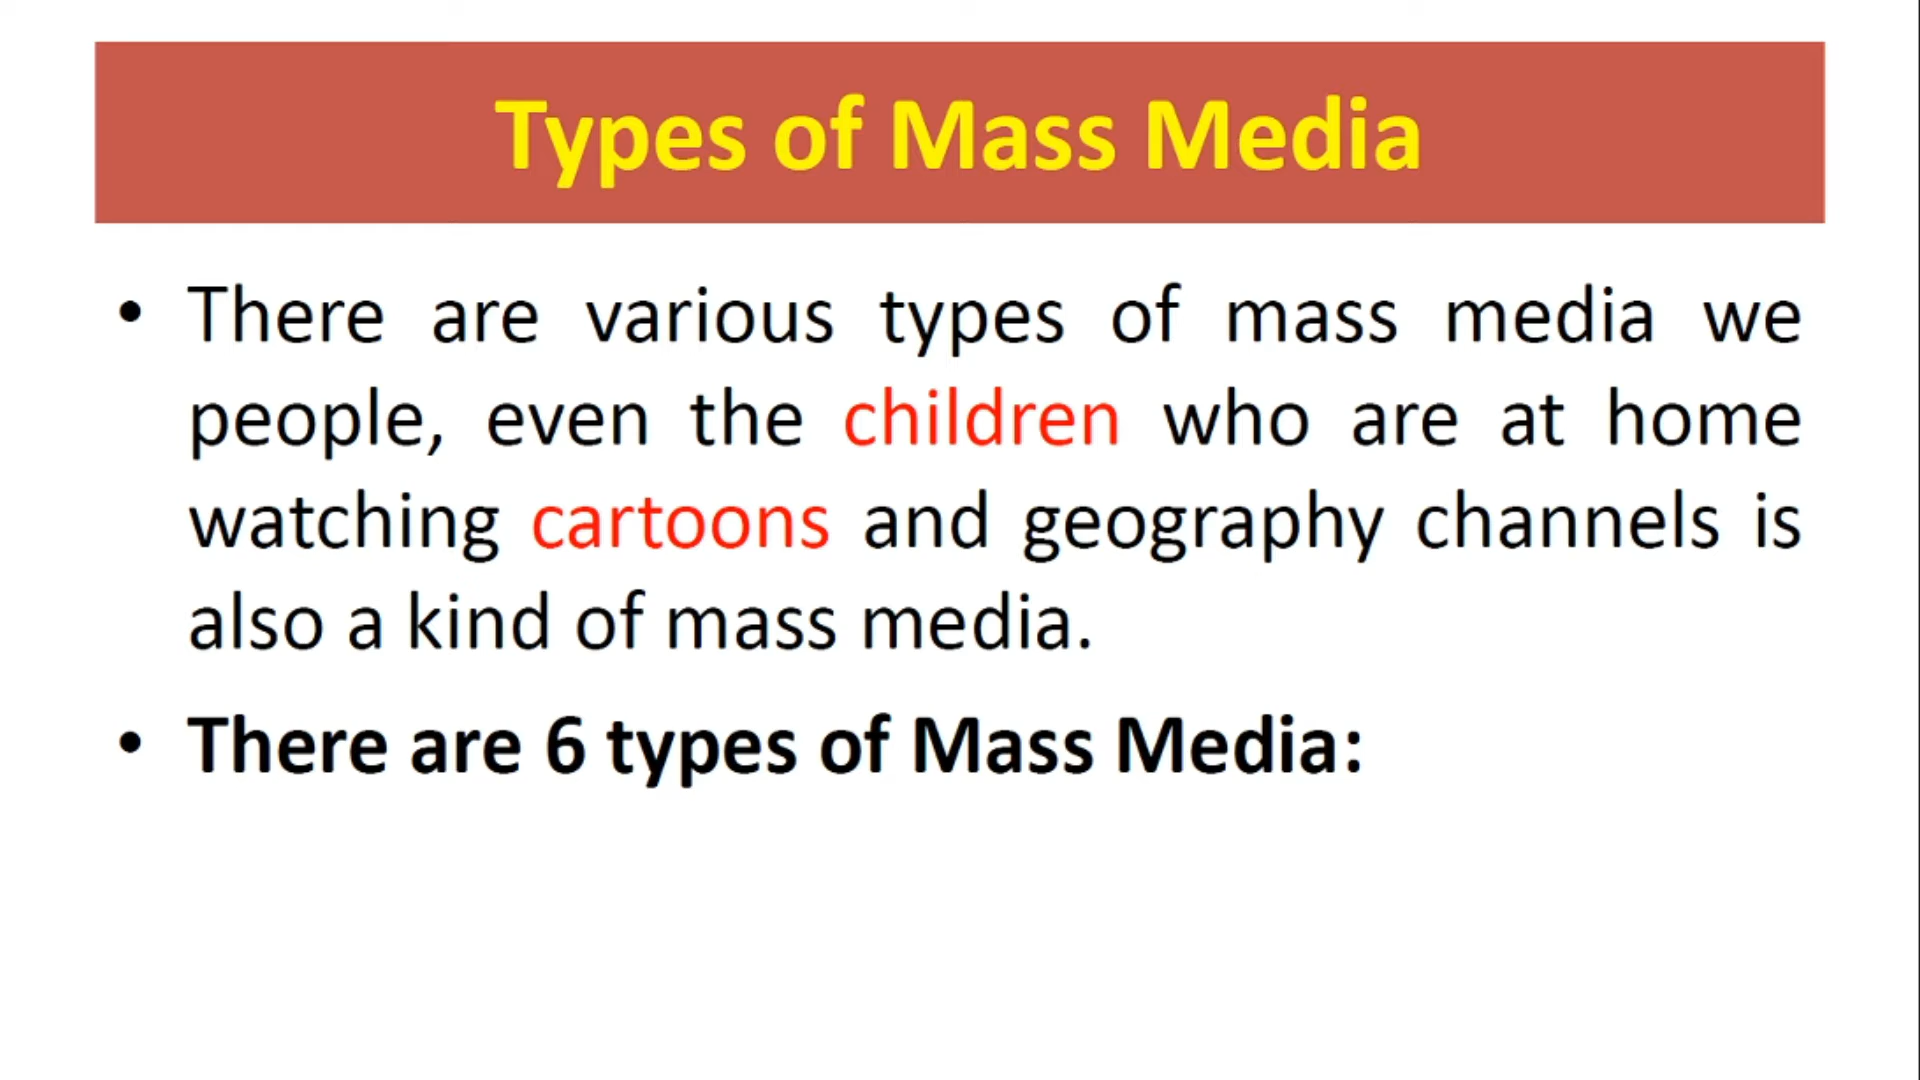 Types of Mass Media
• There are various types of mass media we
people, even the children who are at home
watching cartoons and geography channels is
also a kind of mass media.
• There are 6 types of Mass Media: